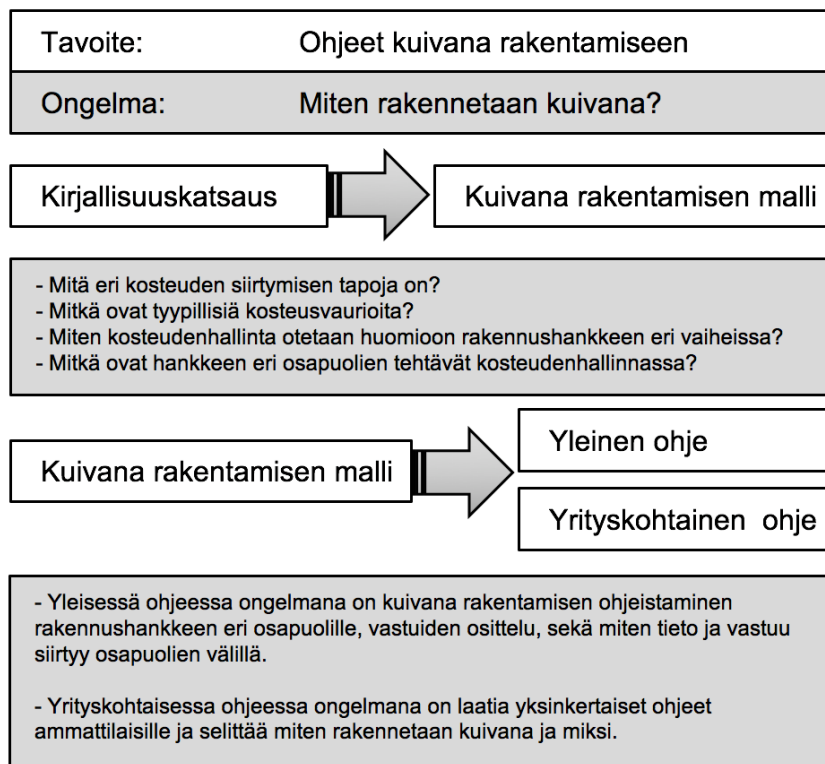 Tavoite: Ohjeet kuivana rakentamiseen
Ongelma: Miten rakennetaan kuivana?
Kirjallisuuskatsaus Kuivana rakentamisen malli
- Mitä eri kosteuden siirtymisen tapoja on?
- Mitkä ovat tyypillisiä kosteusvaurioita?
- Miten kosteudenhallinta otetaan huomioon rakennushankkeen eri vaiheissa?
- Mitkä ovat hankkeen eri osapuolien tehtävät kosteudenhallinnassa?
Kuivana rakentamisen malli
Yleinen ohje
Yrityskohtainen ohje
- Yleisessä ohjeessa ongelmana on kuivana rakentamisen ohjeistaminen
rakennushankkeen eri osapuolille, vastuiden osittelu, sekä miten tieto ja vastuu
siirtyy osapuolien välillä.
- Yrityskohtaisessa ohjeessa ongelmana on laatia yksinkertaiset ohjeet
ammattilaisille ja selittää miten rakennetaan kuivana ja miksi.